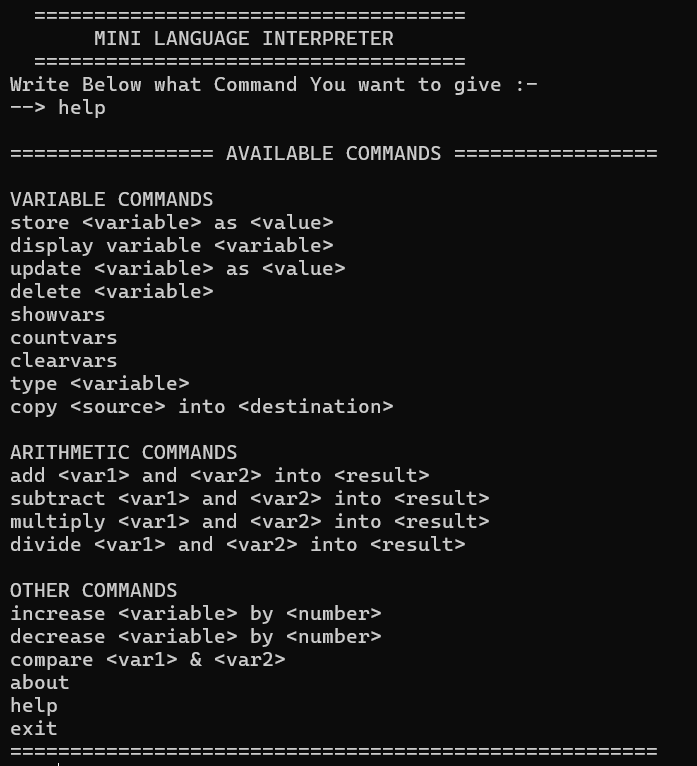 ====================================
MINI LANGUAGE INTERPRETER
====================================
Write Below what Command You want to give :-
--> help
================= AVAILABLE COMMANDS =================
VARIABLE COMMANDS
store <variable> as <value>
display variable <variable>
update <variable> as <value>
delete <variable>
showvars
countvars
clearvars
type <variable>
copy <source> into <destination>
ARITHMETIC COMMANDS
add <var1> and <var2> into <result>
subtract <var1> and <var2> into <result>
multiply <var1> and <var2> into <result>
divide <var1> and <var2> into <result>
OTHER COMMANDS
increase <variable> by <number>
decrease <variable> by <number>
compare <var1> & <var2>
about
help
exit
======================================================